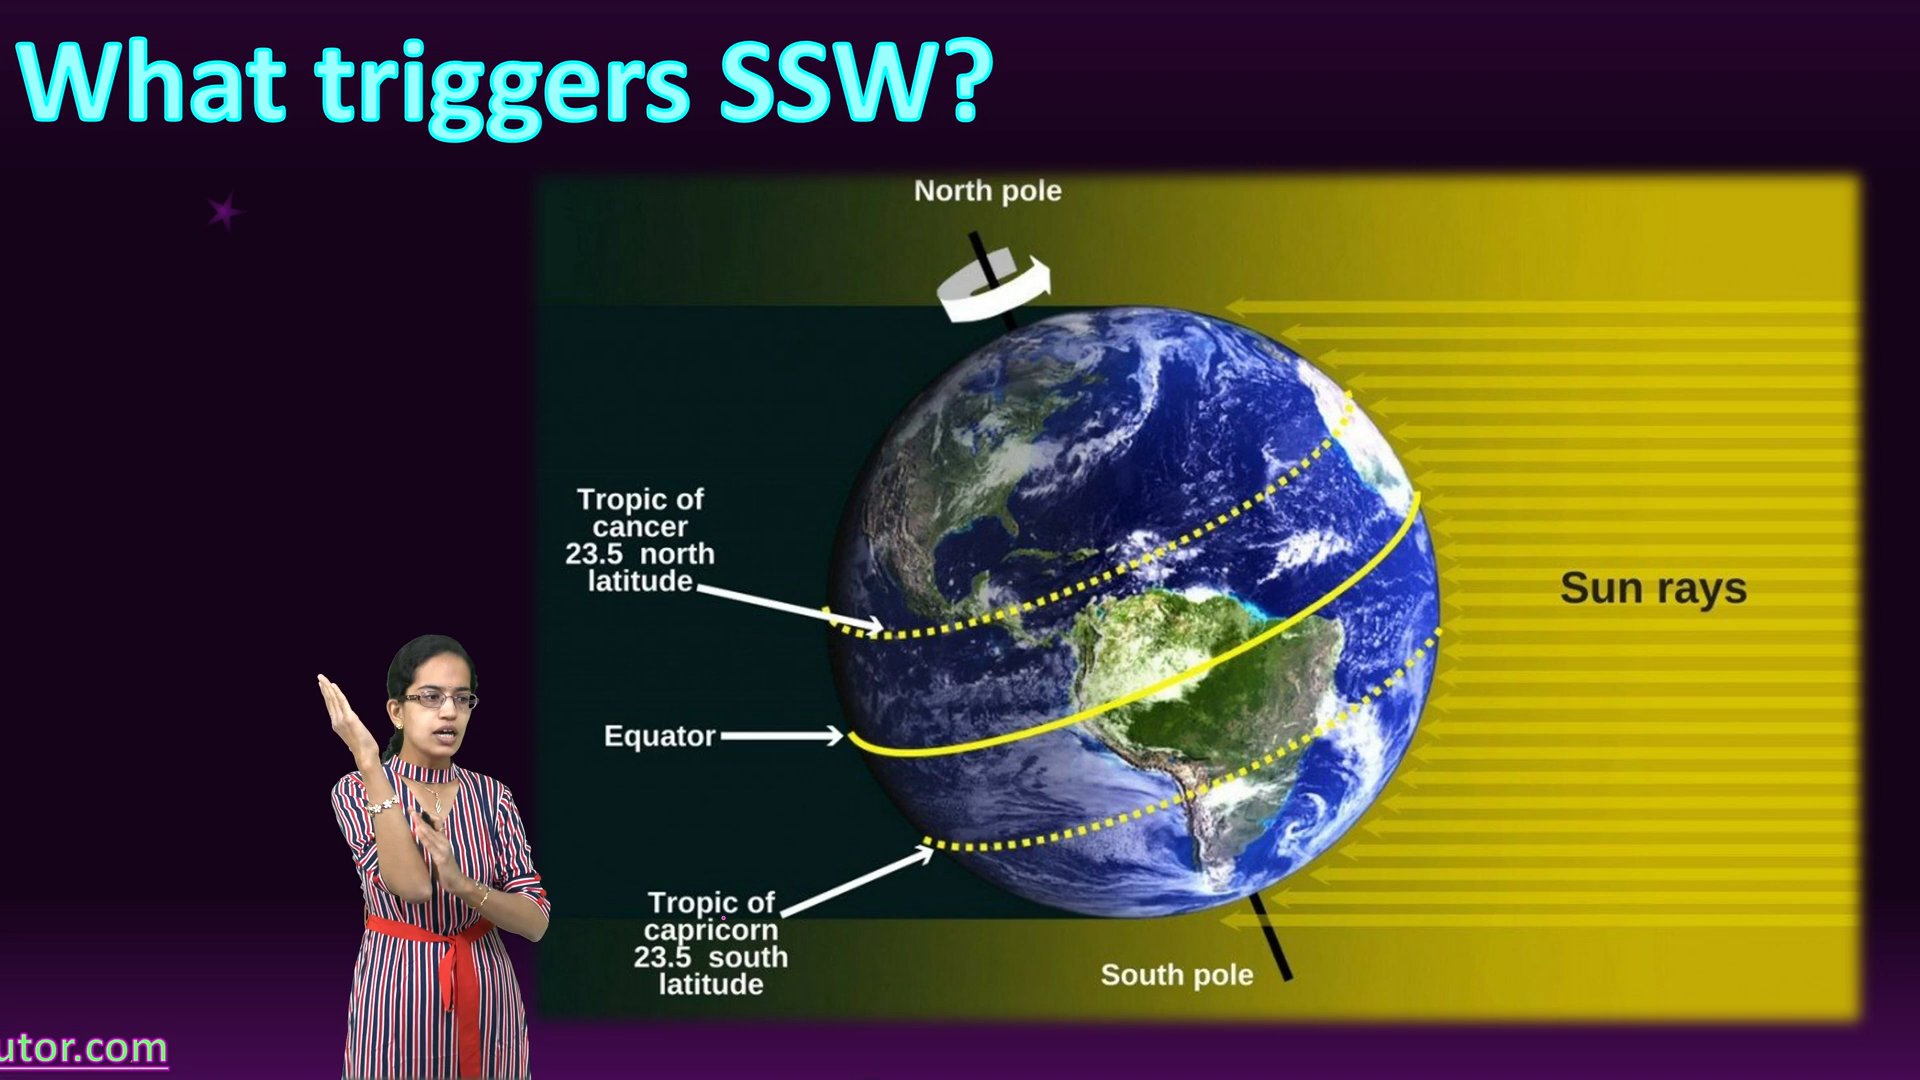 What triggers SSW?
North pole
Tropic of
cancer
23.5 north
latitude
Sun rays
Equator
Tropic of
capricorn
23.5 south
latitude
South pole
utor.com